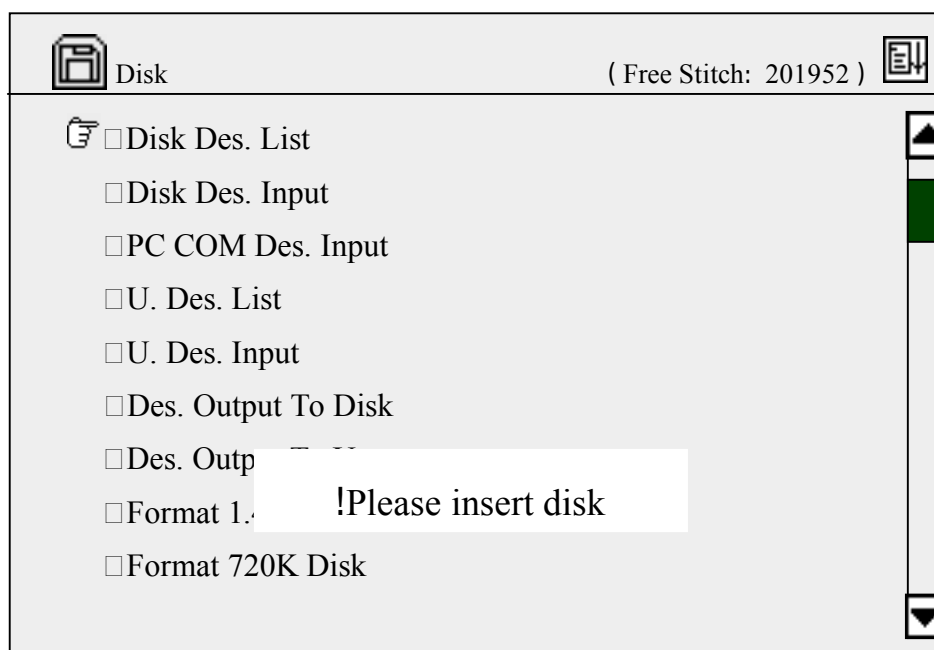 Disk
( Free Stitch: 201952 )
□Disk Des. List
□Disk Des. Input
□PC COM Des. Input
□U. Des. List
□U. Des. Input
□Des. Output To Disk
□Des. Outp
□Format 1.
□Format 720K Disk
!Please insert disk